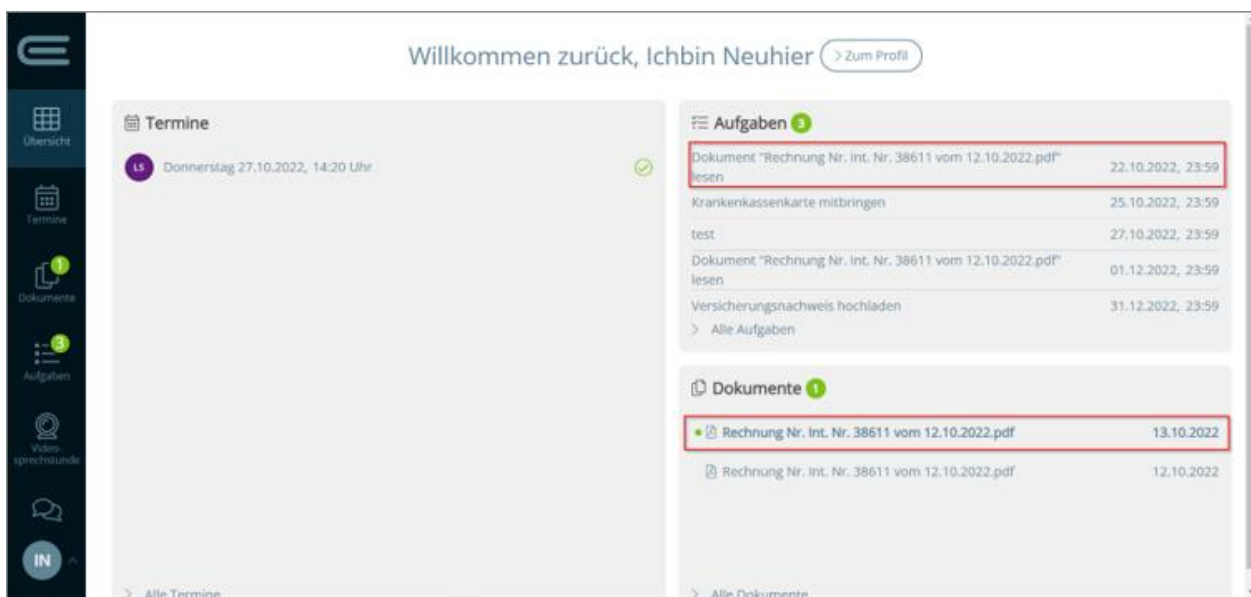 Willkommen zurück, Ichbin Neuhier > Zum Profil
Übersicht
Termine
1
Dokumente
3
Aufgaben
Video-
sprechstunde
IN
Termine
LS Donnerstag 27.10.2022, 14:20 Uhr
> Alle Termine
Aufgaben 3
Dokument "Rechnung Nr. Int. Nr. 38611 vom 12.10.2022.pdf" 22.10.2022, 23:59
lesen
Krankenkassenkarte mitbringen 25.10.2022, 23:59
test 27.10.2022, 23:59
Dokument "Rechnung Nr. Int. Nr. 38611 vom 12.10.2022.pdf" 01.12.2022, 23:59
lesen
Versicherungsnachweis hochladen 31.12.2022, 23:59
> Alle Aufgaben
Dokumente 1
Rechnung Nr. Int. Nr. 38611 vom 12.10.2022.pdf 13.10.2022
Rechnung Nr. Int. Nr. 38611 vom 12.10.2022.pdf 12.10.2022
> Alle Dokumente